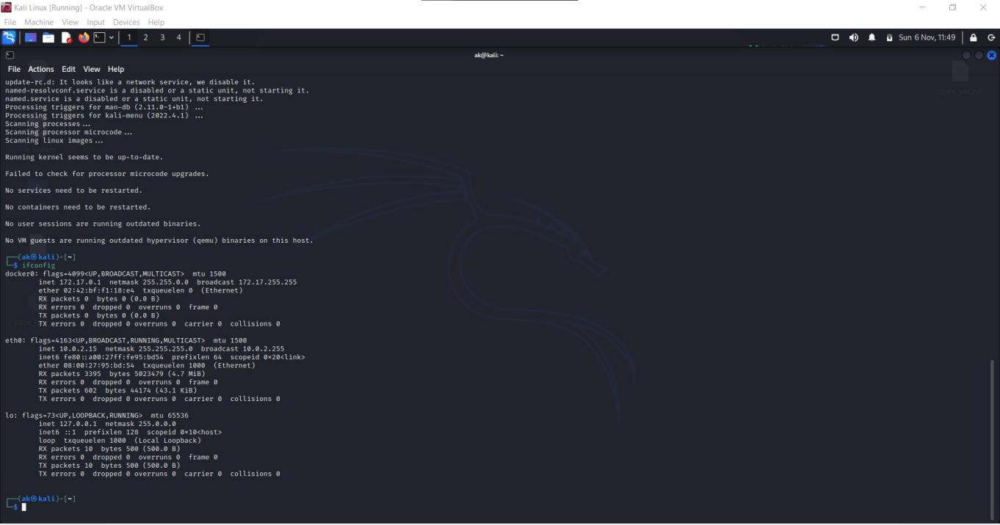 Kali Linux [Running] - Oracle VM VirtualBox
File Machine View Input Devices Help
1 2 3 4
Sun 6 Nov, 11:49
ak@kali: ~
File Actions Edit View Help
update-rc.d: It looks like a network service, we disable it.
named-resolvconf.service is a disabled or a static unit, not starting it.
named.service is a disabled or a static unit, not starting it.
Processing triggers for man-db (2.11.0-1+b1) ...
Processing triggers for kali-menu (2022.4.1) ...
Scanning processes...
Scanning processor microcode...
Scanning linux images...
Running kernel seems to be up-to-date.
Failed to check for processor microcode upgrades.
No services need to be restarted.
No containers need to be restarted.
No user sessions are running outdated binaries.
No VM guests are running outdated hypervisor (qemu) binaries on this host.
┌──(ak㉿kali)-[~]
└─$ ifconfig
docker0: flags=4099<UP,BROADCAST,MULTICAST> mtu 1500
inet 172.17.0.1 netmask 255.255.0.0 broadcast 172.17.255.255
ether 02:42:bf:f1:18:e4 txqueuelen 0 (Ethernet)
RX packets 0 bytes 0 (0.0 B)
RX errors 0 dropped 0 overruns 0 frame 0
TX packets 0 bytes 0 (0.0 B)
TX errors 0 dropped 0 overruns 0 carrier 0 collisions 0
eth0: flags=4163<UP,BROADCAST,RUNNING,MULTICAST> mtu 1500
inet 10.0.2.15 netmask 255.255.255.0 broadcast 10.0.2.255
inet6 fe80::a00:27ff:fe95:bd54 prefixlen 64 scopeid 0×20<link>
ether 08:00:27:95:bd:54 txqueuelen 1000 (Ethernet)
RX packets 3395 bytes 5023479 (4.7 MiB)
RX errors 0 dropped 0 overruns 0 frame 0
TX packets 602 bytes 44174 (43.1 KiB)
TX errors 0 dropped 0 overruns 0 carrier 0 collisions 0
lo: flags=73<UP,LOOPBACK,RUNNING> mtu 65536
inet 127.0.0.1 netmask 255.0.0.0
inet6 ::1 prefixlen 128 scopeid 0×10<host>
loop txqueuelen 1000 (Local Loopback)
RX packets 10 bytes 500 (500.0 B)
RX errors 0 dropped 0 overruns 0 frame 0
TX packets 10 bytes 500 (500.0 B)
TX errors 0 dropped 0 overruns 0 carrier 0 collisions 0
┌──(ak㉿kali)-[~]
└─$